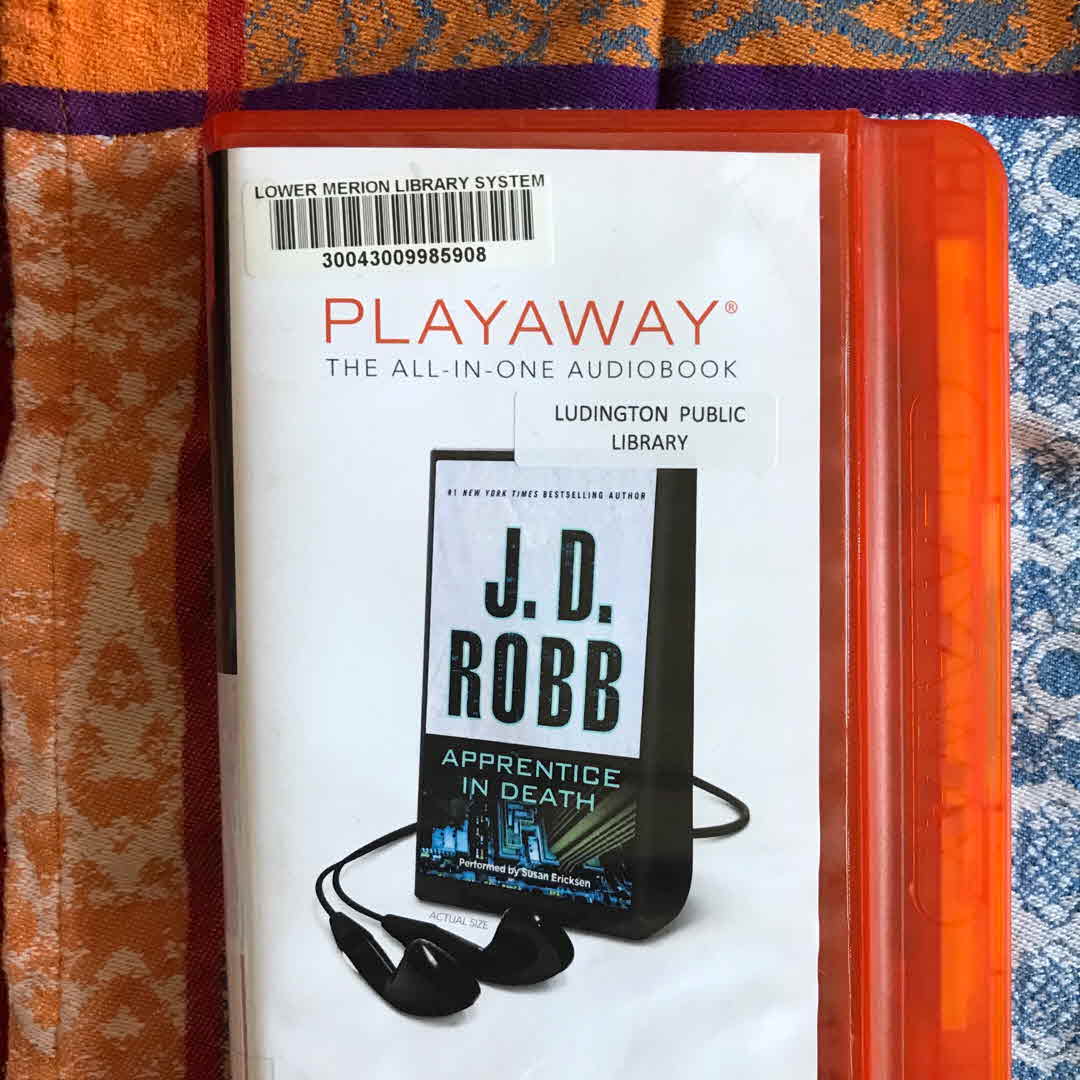 LOWER MERION LIBRARY SYSTEM
30043009985908
PLAYAWAY®
THE ALL-IN-ONE AUDIOBOOK
LUDINGTON PUBLIC
LIBRARY
#1 NEW YORK TIMES BESTSELLING AUTHOR
J. D.
ROBB
APPRENTICE
IN DEATH
Performed by Susan Ericksen
ACTUAL SIZE